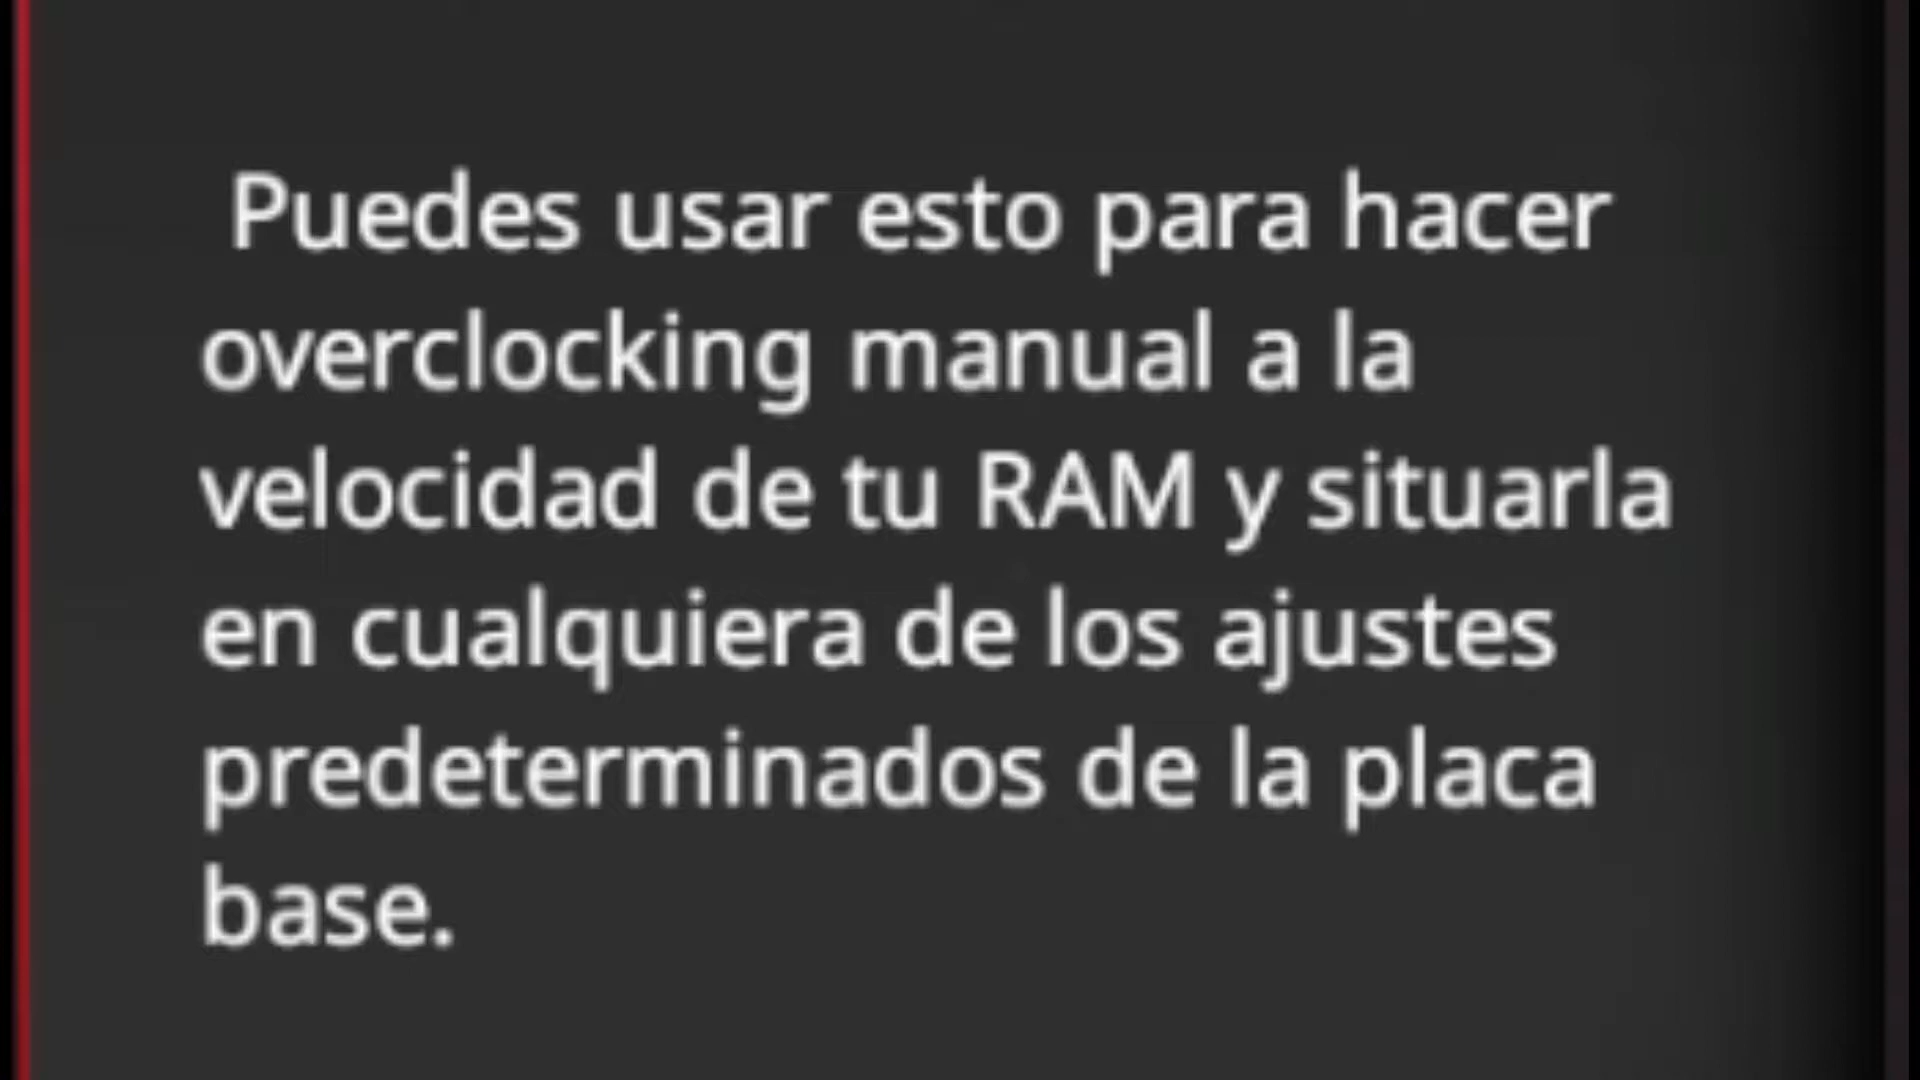 Puedes usar esto para hacer
overclocking manual a la
velocidad de tu RAM y situarla
en cualquiera de los ajustes
predeterminados de la placa
base.